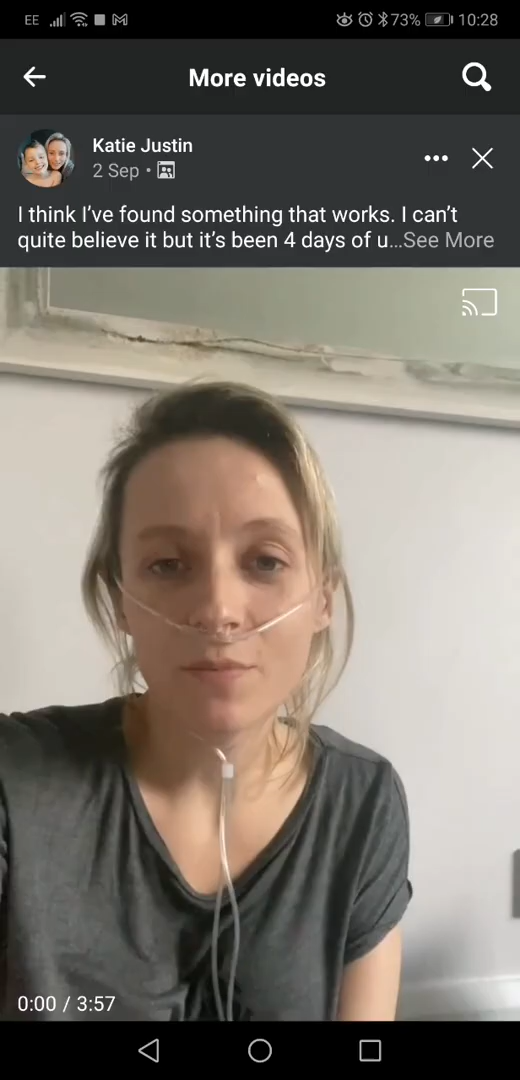 EE 73% 10:28
More videos
Katie Justin
2 Sep •
I think I've found something that works. I can't
quite believe it but it's been 4 days of u...See More
0:00 / 3:57